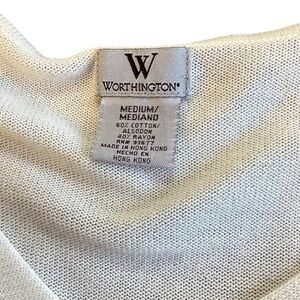 W
WORTHINGTON®
MEDIUM/
MEDIANO
60% COTTON/
ALGODON
40% RAYON
RN# 93677
MADE IN HONG KONG
HECHO EN
HONG KONG